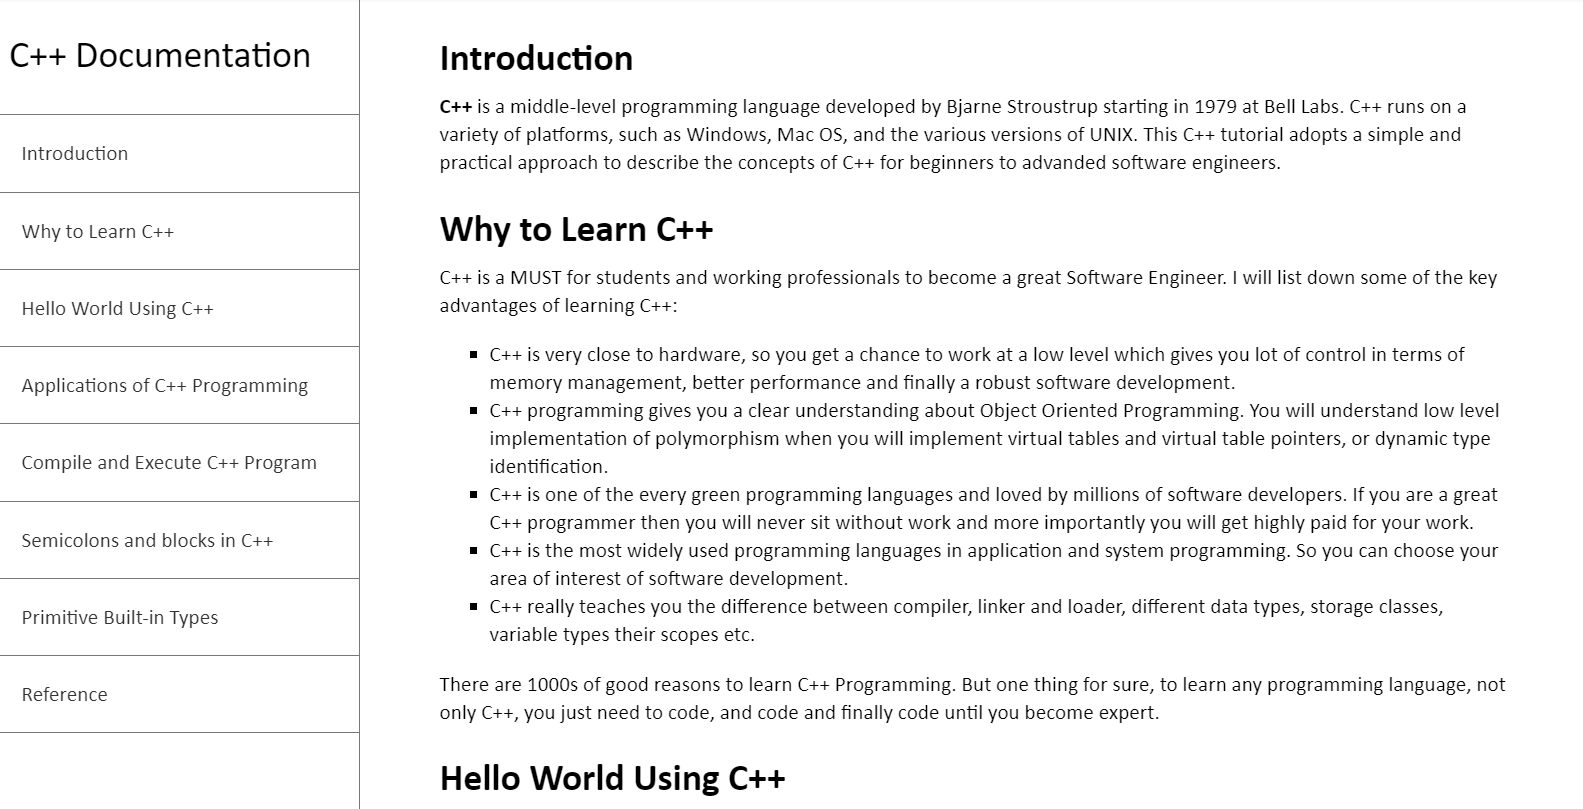 C++ Documentation
Introduction
Why to Learn C++
Hello World Using C++
Applications of C++ Programming
Compile and Execute C++ Program
Semicolons and blocks in C++
Primitive Built-in Types
Reference
Introduction
C++ is a middle-level programming language developed by Bjarne Stroustrup starting in 1979 at Bell Labs. C++ runs on a
variety of platforms, such as Windows, Mac OS, and the various versions of UNIX. This C++ tutorial adopts a simple and
practical approach to describe the concepts of C++ for beginners to advanded software engineers.
Why to Learn C++
C++ is a MUST for students and working professionals to become a great Software Engineer. I will list down some of the key
advantages of learning C++:
▪ C++ is very close to hardware, so you get a chance to work at a low level which gives you lot of control in terms of
memory management, better performance and finally a robust software development.
▪ C++ programming gives you a clear understanding about Object Oriented Programming. You will understand low level
implementation of polymorphism when you will implement virtual tables and virtual table pointers, or dynamic type
identification.
▪ C++ is one of the every green programming languages and loved by millions of software developers. If you are a great
C++ programmer then you will never sit without work and more importantly you will get highly paid for your work.
▪ C++ is the most widely used programming languages in application and system programming. So you can choose your
area of interest of software development.
▪ C++ really teaches you the difference between compiler, linker and loader, different data types, storage classes,
variable types their scopes etc.
There are 1000s of good reasons to learn C++ Programming. But one thing for sure, to learn any programming language, not
only C++, you just need to code, and code and finally code until you become expert.
Hello World Using C++